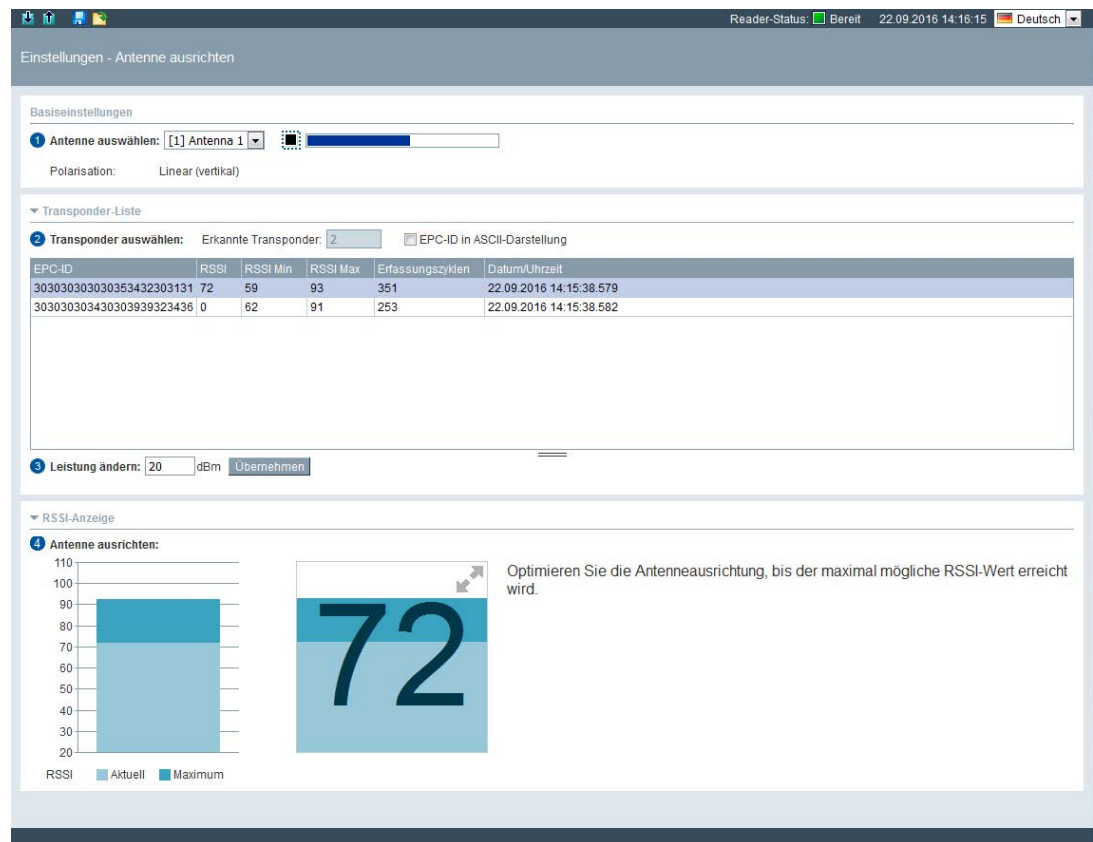 Reader-Status: Bereit 22.09.2016 14:16:15 Deutsch
Einstellungen - Antenne ausrichten
Basiseinstellungen
1 Antenne auswählen: [1] Antenna 1
Polarisation: Linear (vertikal)
Transponder-Liste
2 Transponder auswählen: Erkannte Transponder: 2 EPC-ID in ASCII-Darstellung
EPC-ID RSSI RSSI Min RSSI Max Erfassungszyklen Datum/Uhrzeit
303030303030353432303131 72 59 93 351 22.09.2016 14:15:38.579
303030303430303939323436 0 62 91 253 22.09.2016 14:15:38.582
3 Leistung ändern: 20 dBm Übernehmen
RSSI-Anzeige
4 Antenne ausrichten:
110
100
90
80
70
60
50
40
30
20
RSSI Aktuell Maximum
72
Optimieren Sie die Antenneausrichtung, bis der maximal mögliche RSSI-Wert erreicht
wird.